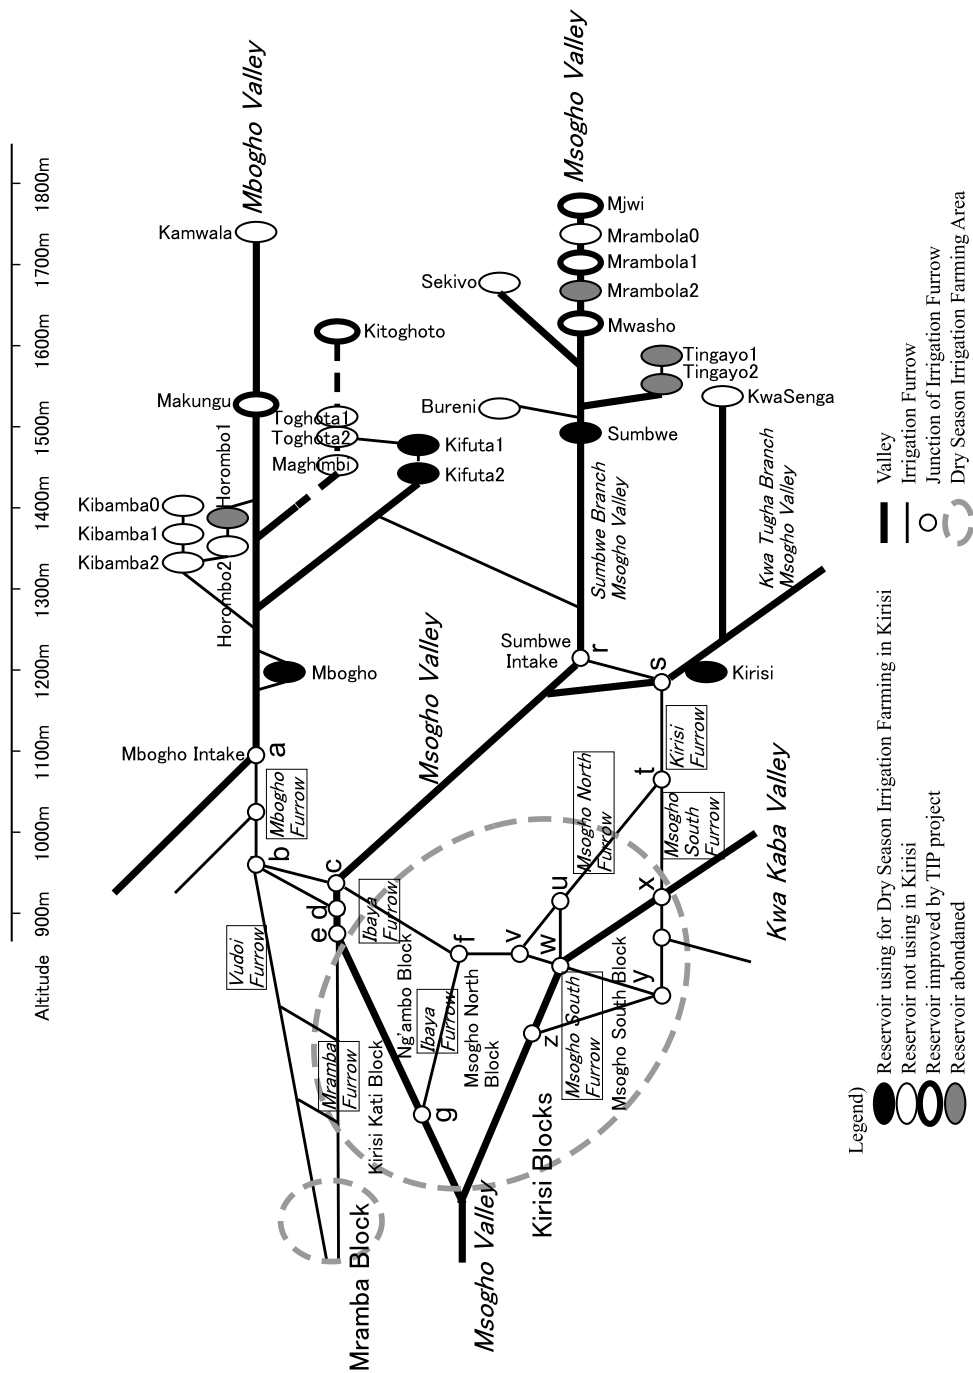 Altitude
900m
1000m
1100m
1200m
1300m
1400m
1500m
1600m
1700m
1800m
Mbogho Valley
Kamwala
Makungu
Kitoghoto
Toghota1
Toghota2
Maghimbi
Kifuta1
Kifuta2
Kibamba0
Kibamba1
Kibamba2
Horombo1
Horombo2
Mbogho
Mbogho Intake
a
Mbogho
Furrow
b
Vudoi
Furrow
c
d
e
Ibaya
Furrow
Mramba
Furrow
Kirisi Kati Block
Ng'ambo Block
Ibaya
Furrow
Msogho North
Block
f
g
Mramba Block
Msogho Valley
Msogho Valley
Msogho Valley
Mjwi
Mrambola0
Mrambola1
Mrambola2
Mwasho
Sekivo
Bureni
Tingayo1
Tingayo2
KwaSenga
Sumbwe
Sumbwe Branch
Msogho Valley
Kwa Tugha Branch
Msogho Valley
Sumbwe
Intake
r
s
Kirisi
Kirisi
Furrow
t
Msogho North
Furrow
Msogho
South
Furrow
u
v
w
x
y
z
Msogho South
Furrow
Msogho South Block
Kirisi Blocks
Kwa Kaba Valley
Legend)
Reservoir using for Dry Season Irrigation Farming in Kirisi
Reservoir not using in Kirisi
Reservoir improved by TIP project
Reservoir abondaned
Valley
Irrigation Furrow
Junction of Irrigation Furrow
Dry Season Irrigation Farming Area